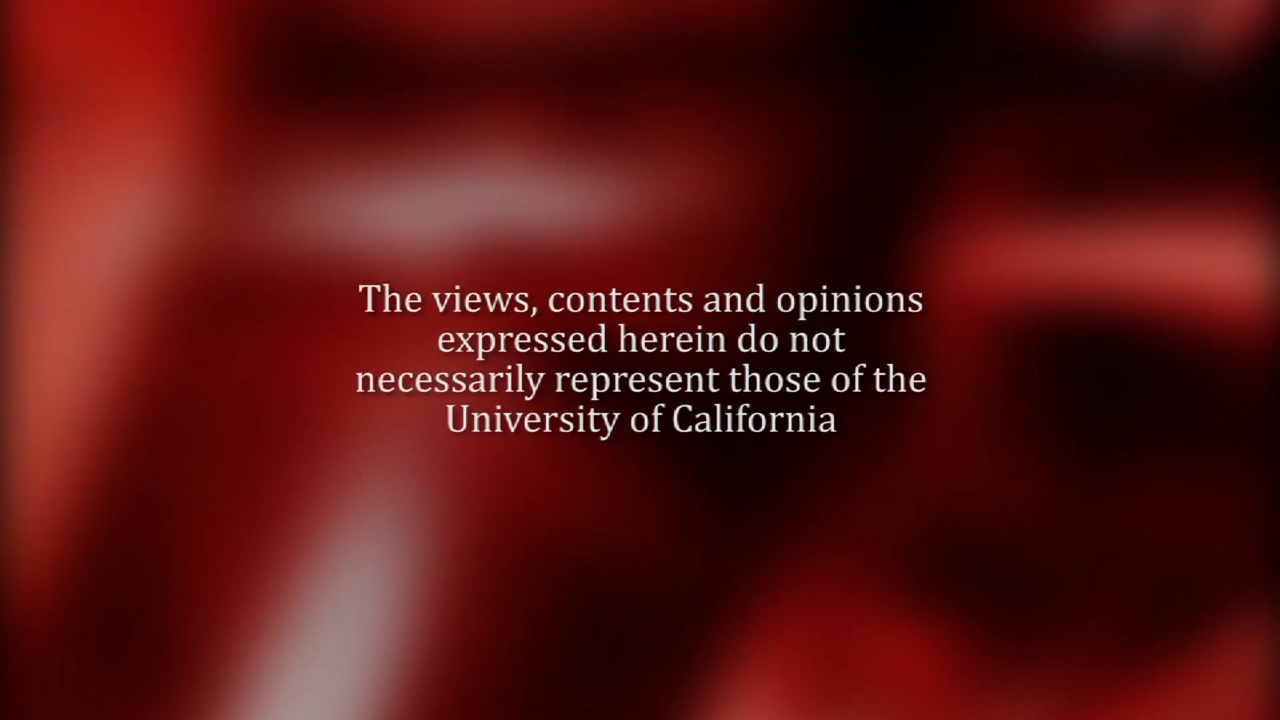 The views, contents and opinions
expressed herein do not
necessarily represent those of the
University of California